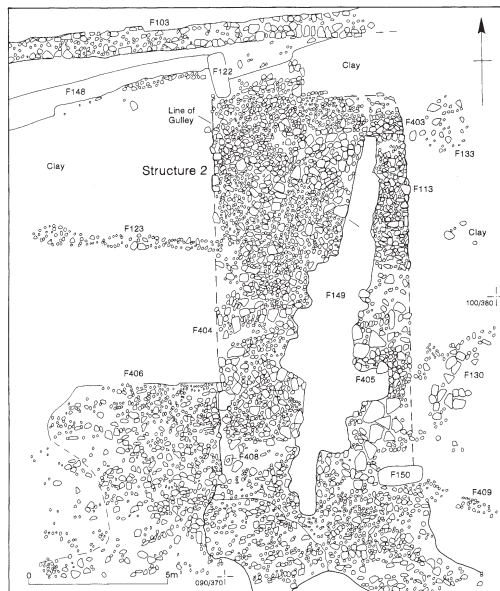 F103
F122
Clay
F148
Line of
Gulley
F403
F133
Structure 2
Clay
F113
F123
Clay
F149
100/380
F404
F406
F405
F130
F408
F150
F409
0
5m
090/370